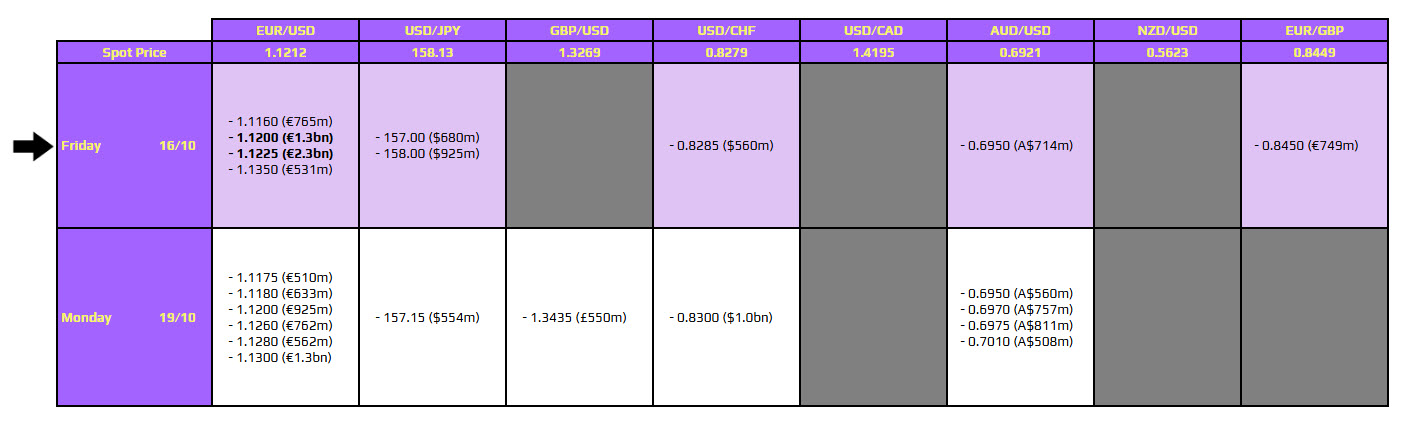 EUR/USD USD/JPY GBP/USD USD/CHF USD/CAD AUD/USD NZD/USD EUR/GBP
Spot Price 1.1212 158.13 1.3269 0.8279 1.4195 0.6921 0.5623 0.8449
Friday 16/10
- 1.1160 (€765m)
- 1.1200 (€1.3bn)
- 1.1225 (€2.3bn)
- 1.1350 (€531m)
- 157.00 ($680m)
- 158.00 ($925m)
- 0.8285 ($560m)
- 0.6950 (A$714m)
- 0.8450 (€749m)
Monday 19/10
- 1.1175 (€510m)
- 1.1180 (€633m)
- 1.1200 (€925m)
- 1.1260 (€762m)
- 1.1280 (€562m)
- 1.1300 (€1.3bn)
- 157.15 ($554m)
- 1.3435 (£550m)
- 0.8300 ($1.0bn)
- 0.6950 (A$560m)
- 0.6970 (A$757m)
- 0.6975 (A$811m)
- 0.7010 (A$508m)